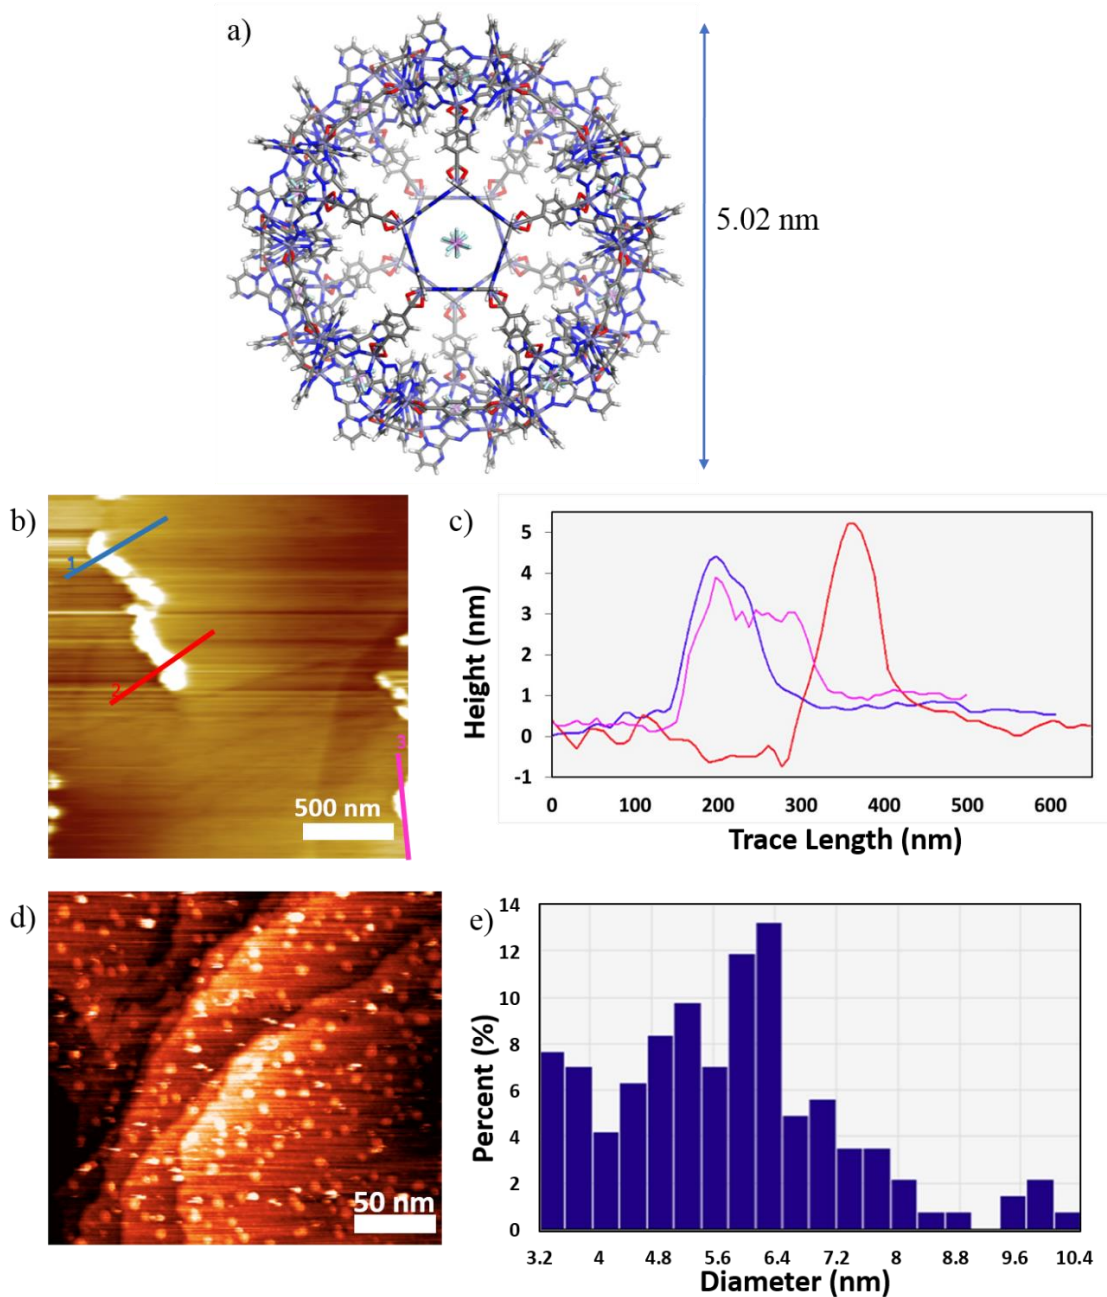 a)
5.02 nm
b)
1
2
3
500 nm
c)
Height (nm)
5
4
3
2
1
0
-1
0 100 200 300 400 500 600
Trace Length (nm)
d)
50 nm
e)
Percent (%)
14
12
10
8
6
4
2
0
3.2 4 4.8 5.6 6.4 7.2 8 8.8 9.6 10.4
Diameter (nm)